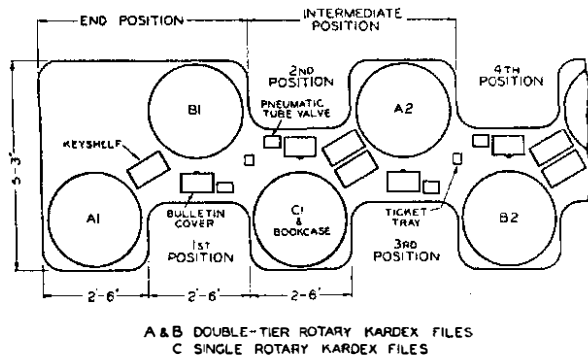 END POSITION
INTERMEDIATE
POSITION
2ND
POSITION
4TH
POSITION
B1
PNEUMATIC
TUBE VALVE
A2
KEYSHELF
5'-3"
A1
BULLETIN
COVER
C1
&
BOOKCASE
TICKET
TRAY
B2
1ST
POSITION
3RD
POSITION
2'-6"
2'-6"
2'-6"
A & B DOUBLE-TIER ROTARY KARDEX FILES
C SINGLE ROTARY KARDEX FILES